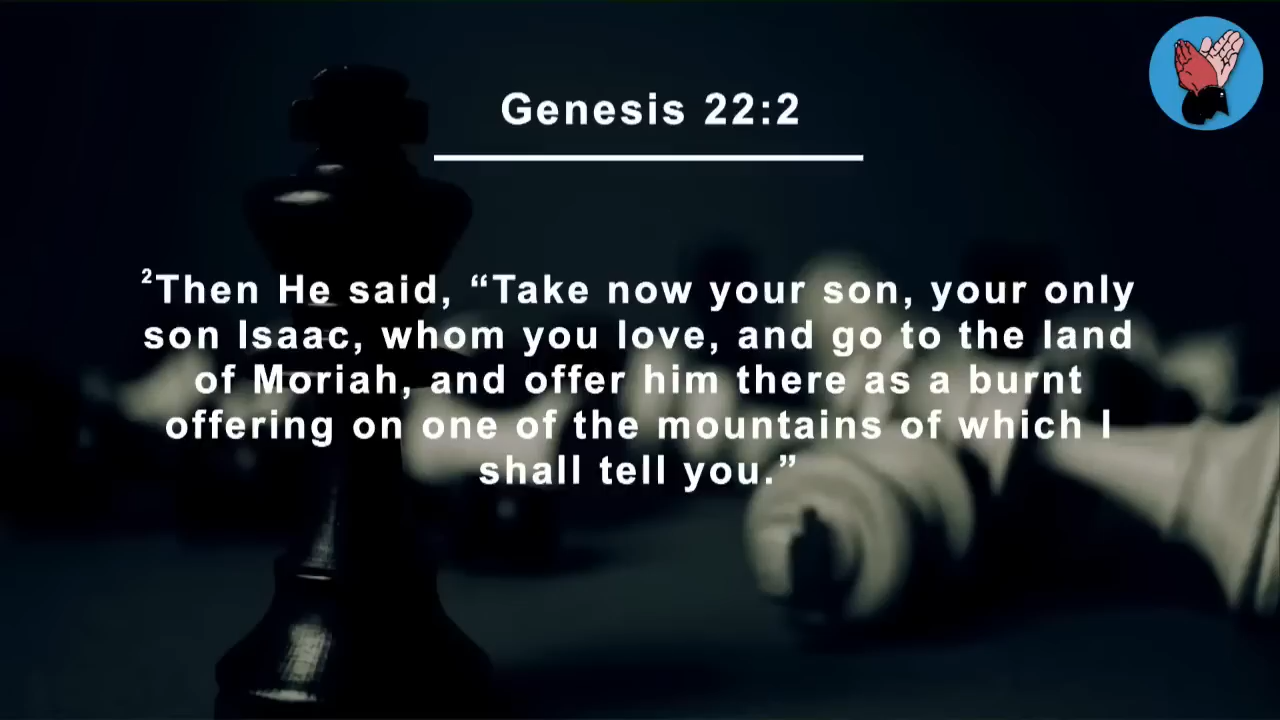 Genesis 22:2
²Then He said, “Take now your son, your only
son Isaac, whom you love, and go to the land
of Moriah, and offer him there as a burnt
offering on one of the mountains of which I
shall tell you.”